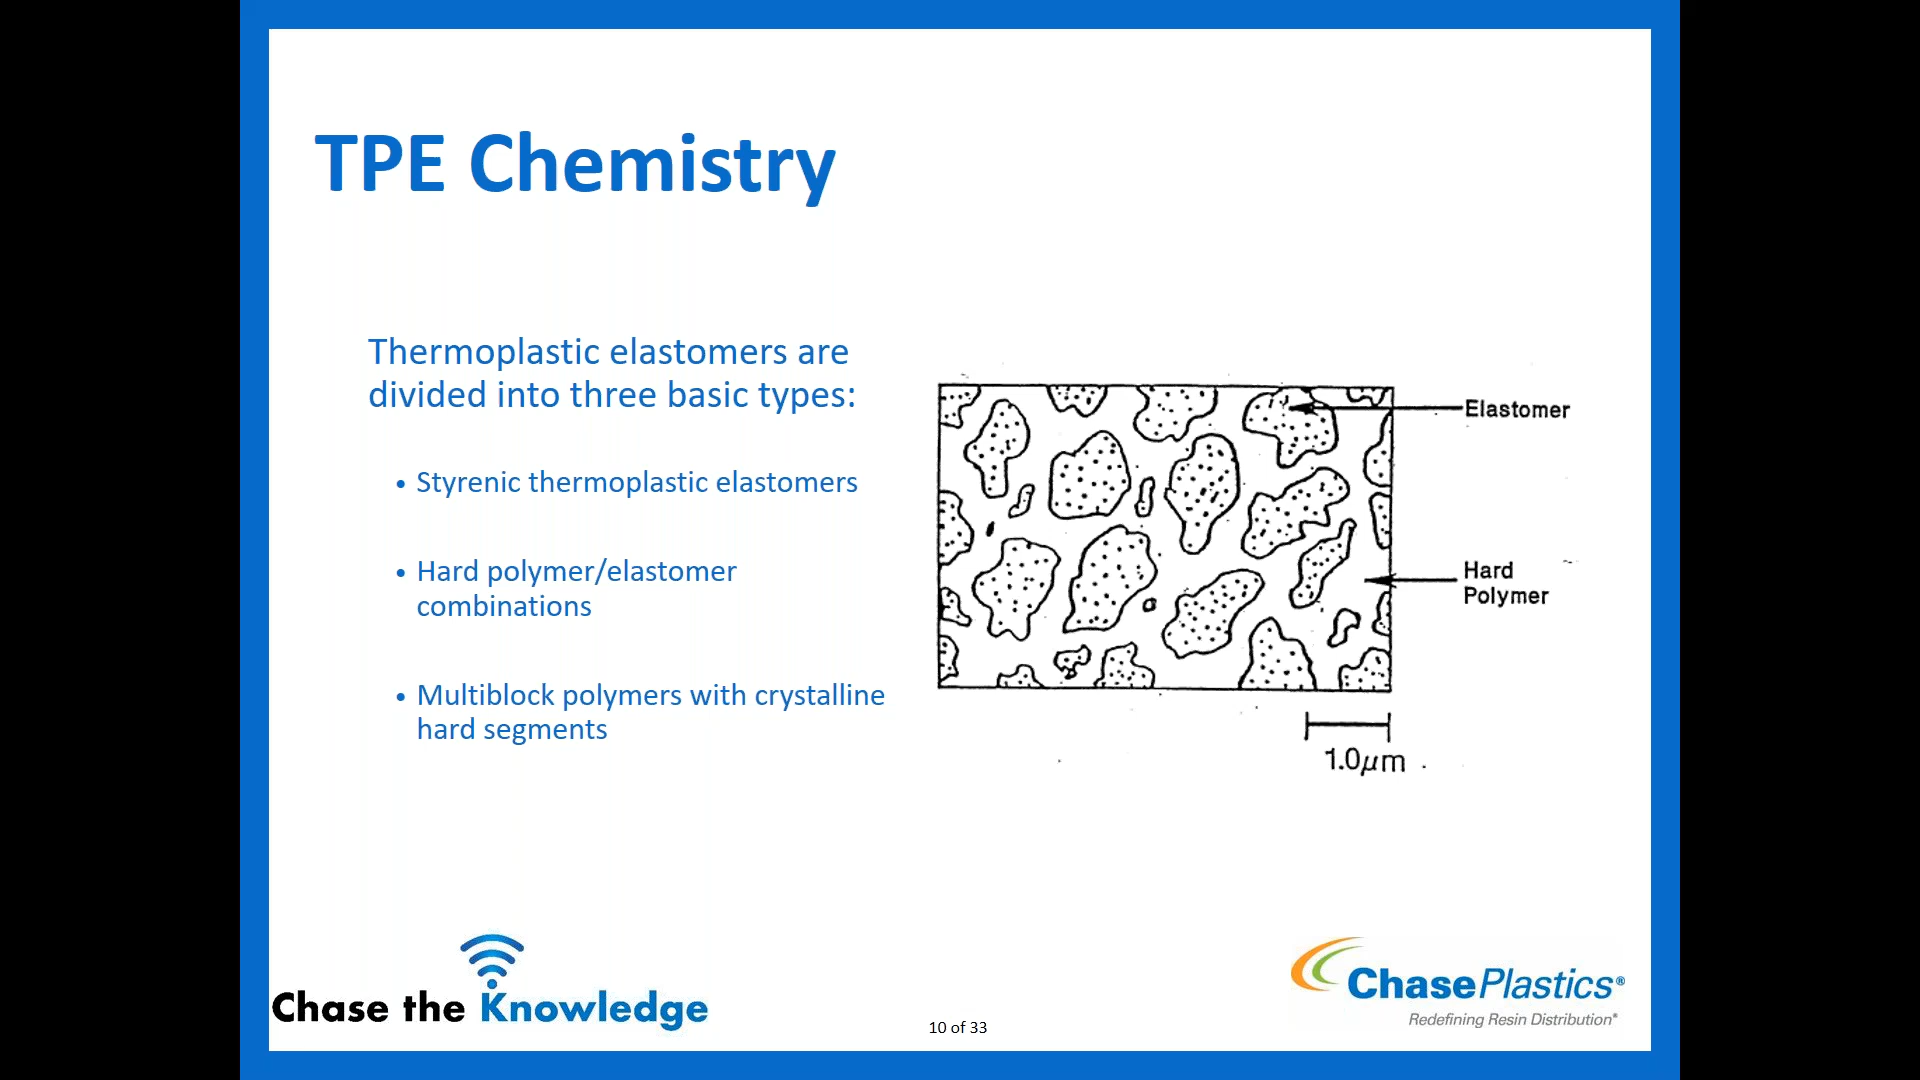 TPE Chemistry
Thermoplastic elastomers are
divided into three basic types:
• Styrenic thermoplastic elastomers
• Hard polymer/elastomer
combinations
• Multiblock polymers with crystalline
hard segments
Elastomer
Hard
Polymer
1.0μm
Chase the Knowledge
10 of 33
ChasePlastics®
Redefining Resin Distribution®